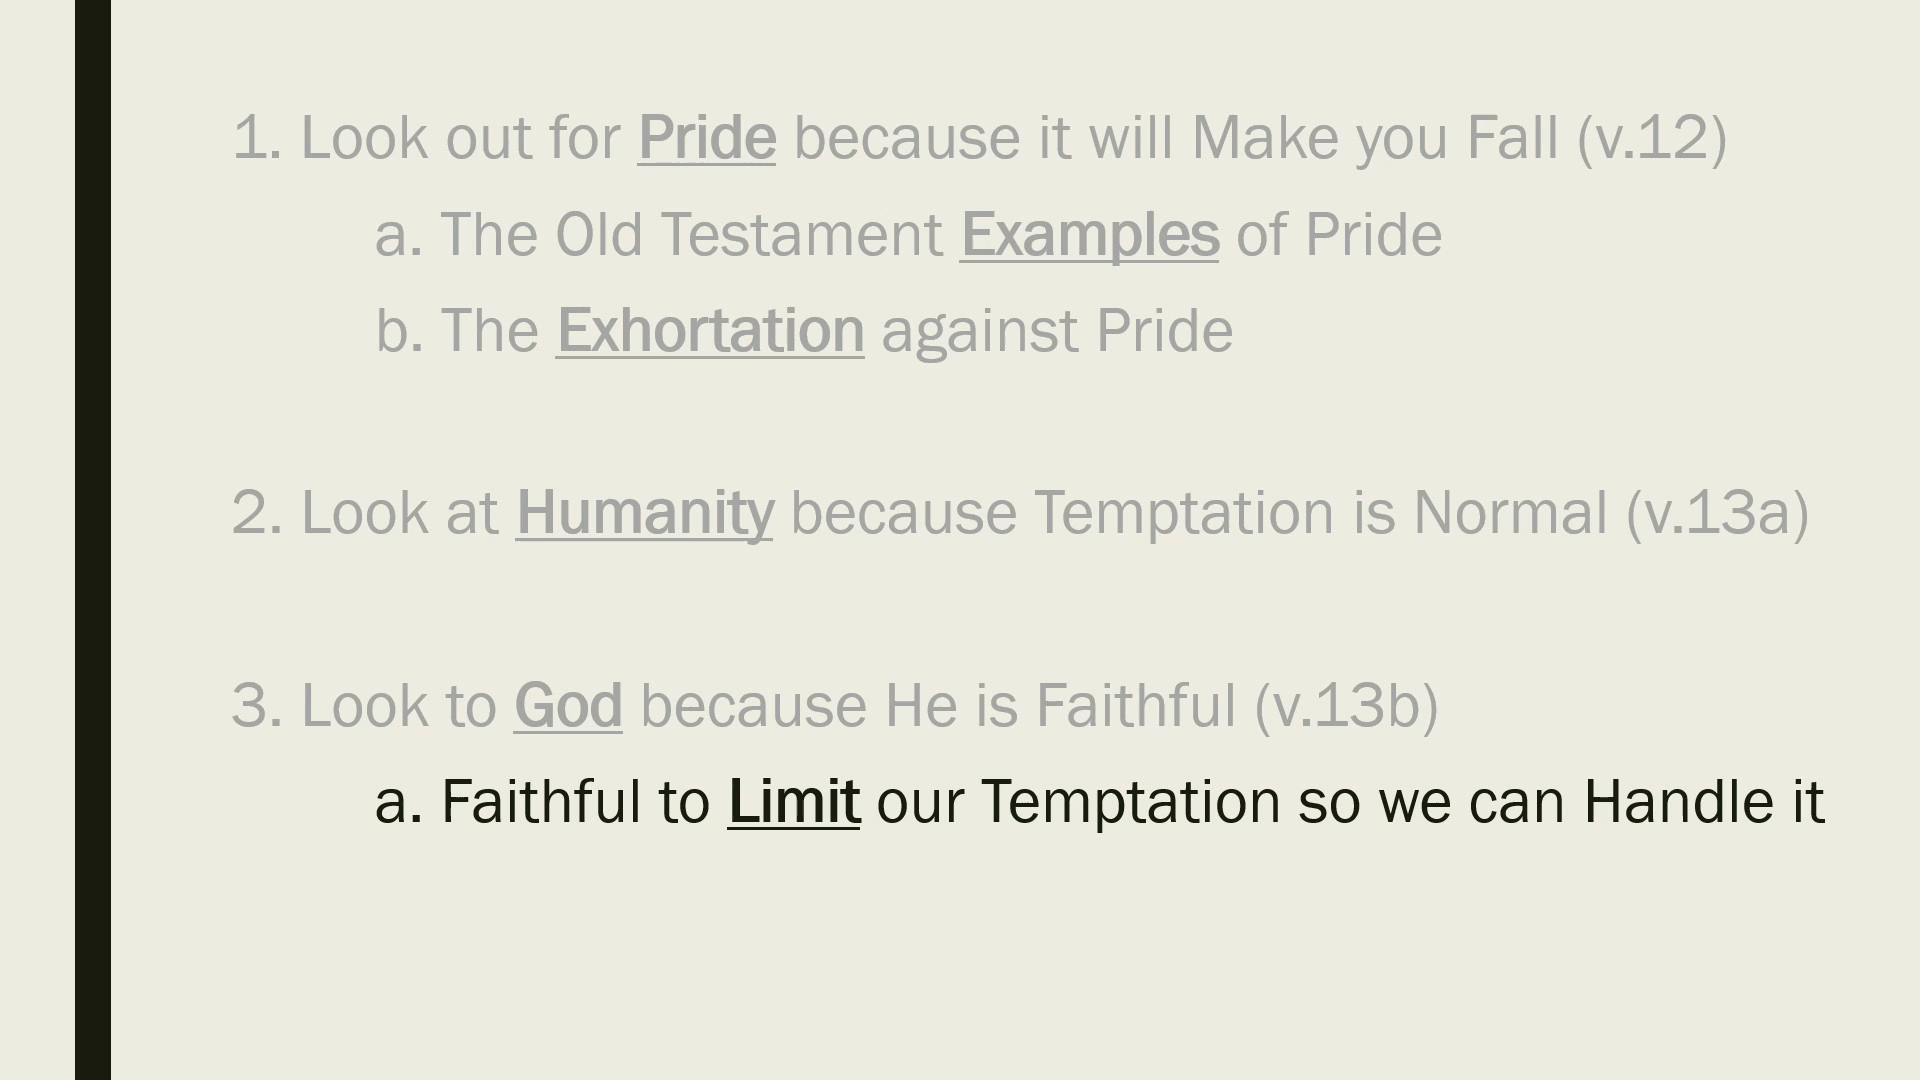 1. Look out for Pride because it will Make you Fall (v.12)
a. The Old Testament Examples of Pride
b. The Exhortation against Pride
2. Look at Humanity because Temptation is Normal (v.13a)
3. Look to God because He is Faithful (v.13b)
a. Faithful to Limit our Temptation so we can Handle it